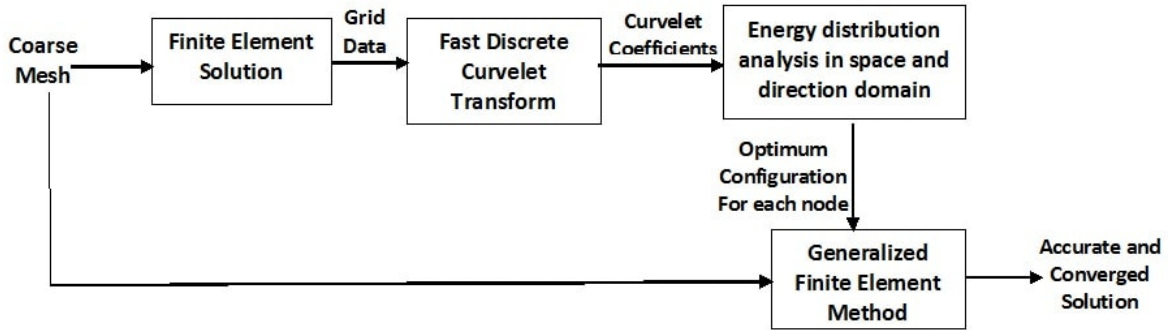 Coarse
Mesh
Finite Element
Solution
Grid
Data
Fast Discrete
Curvelet
Transform
Curvelet
Coefficients
Energy distribution
analysis in space and
direction domain
Optimum
Configuration
For each node
Generalized
Finite Element
Method
Accurate and
Converged
Solution